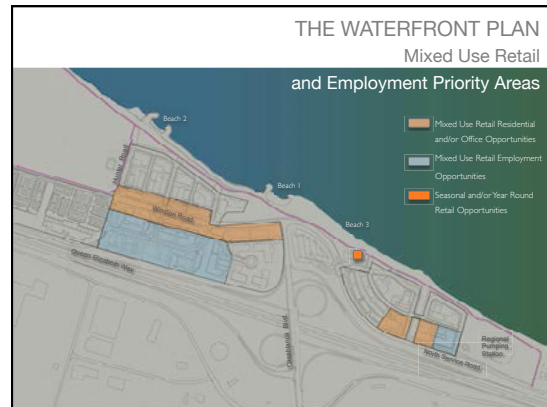 THE WATERFRONT PLAN
Mixed Use Retail
and Employment Priority Areas
Beach 2
Mixed Use Retail Residential
and/or Office Opportunities
Mixed Use Retail Employment
Opportunities
Seasonal and/or Year Round
Retail Opportunities
Hunter Road
Beach 1
Winston Road
Beach 3
Queen Elizabeth Way
Casablanca Blvd.
Regional
Pumping
Station
North Service Road